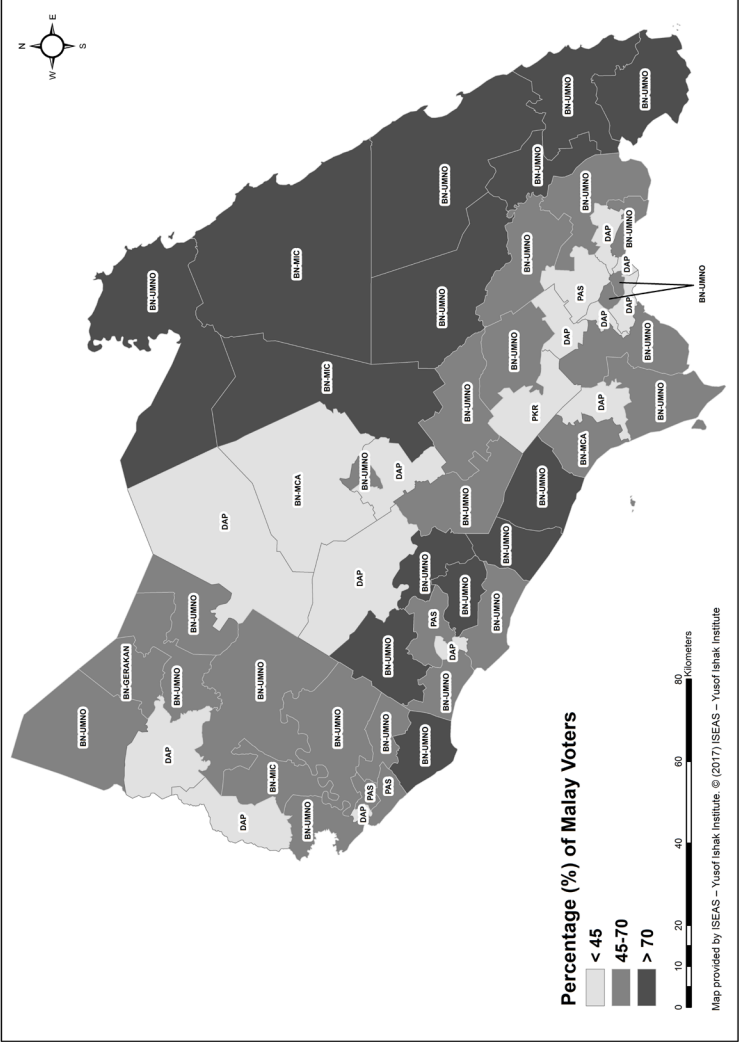 N
E
W
S
BN-UMNO
BN-GERAKAN
BN-UMNO
DAP
BN-UMNO
BN-UMNO
DAP
DAP
BN-UMNO
BN-MIC
BN-MCA
BN-MIC
BN-UMNO
BN-MIC
BN-UMNO
DAP
DAP
BN-UMNO
PAS
BN-UMNO
PAS
BN-UMNO
DAP
BN-UMNO
BN-UMNO
PAS
BN-UMNO
DAP
BN-UMNO
BN-UMNO
BN-UMNO
BN-UMNO
BN-UMNO
BN-UMNO
BN-UMNO
BN-UMNO
BN-UMNO
PKR
BN-UMNO
BN-UMNO
DAP
BN-UMNO
PAS
BN-MCA
BN-UMNO
DAP
DAP
DAP
DAP
DAP
BN-UMNO
BN-UMNO
BN-UMNO
BN-UMNO
BN-UMNO
Percentage (%) of Malay Voters
< 45
45-70
> 70
0 10 20 40 60 80
Kilometers
Map provided by ISEAS – Yusof Ishak Institute. © (2017) ISEAS – Yusof Ishak Institute